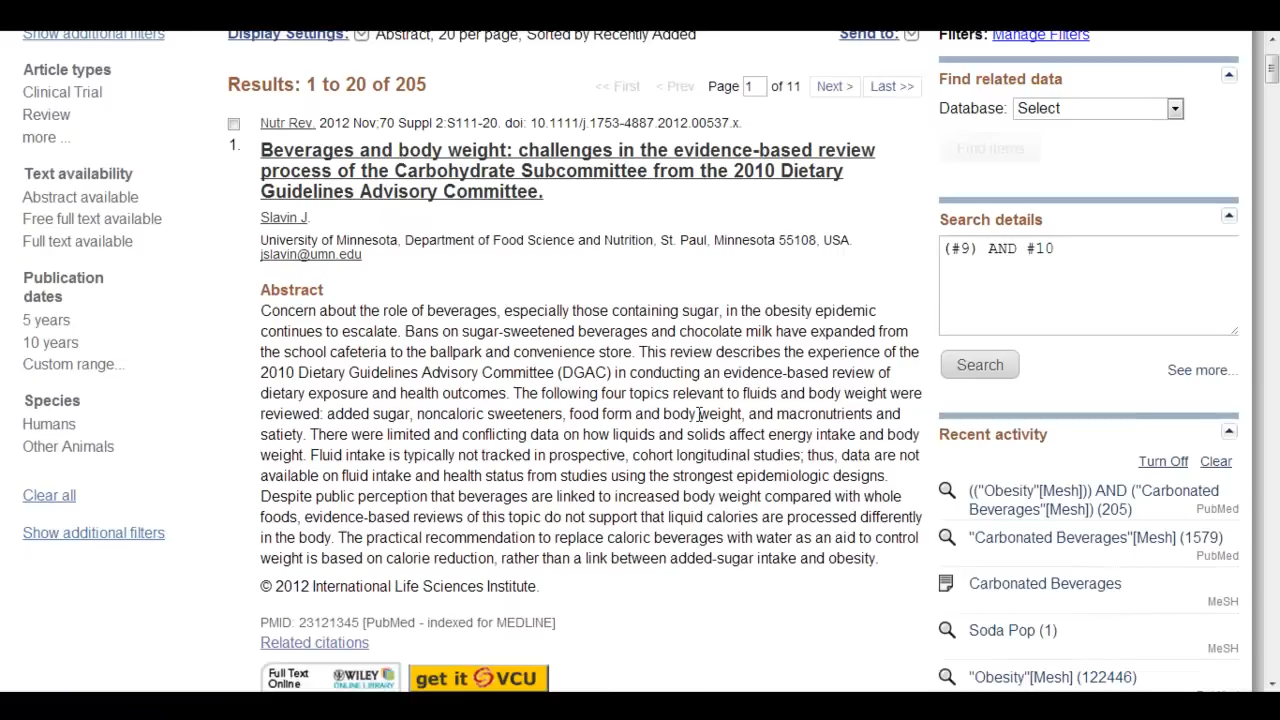 Show additional filters
Article types
Clinical Trial
Review
more ...
Text availability
Abstract available
Free full text available
Full text available
Publication
dates
5 years
10 years
Custom range...
Species
Humans
Other Animals
Clear all
Show additional filters
Display Settings: Abstract, 20 per page, Sorted by Recently Added
Send to:
Results: 1 to 20 of 205
<< First < Prev Page 1 of 11 Next > Last >>
Nutr Rev. 2012 Nov;70 Suppl 2:S111-20. doi: 10.1111/j.1753-4887.2012.00537.x.
1. Beverages and body weight: challenges in the evidence-based review
process of the Carbohydrate Subcommittee from the 2010 Dietary
Guidelines Advisory Committee.
Slavin J.
University of Minnesota, Department of Food Science and Nutrition, St. Paul, Minnesota 55108, USA.
jslavin@umn.edu
Abstract
Concern about the role of beverages, especially those containing sugar, in the obesity epidemic
continues to escalate. Bans on sugar-sweetened beverages and chocolate milk have expanded from
the school cafeteria to the ballpark and convenience store. This review describes the experience of the
2010 Dietary Guidelines Advisory Committee (DGAC) in conducting an evidence-based review of
dietary exposure and health outcomes. The following four topics relevant to fluids and body weight were
reviewed: added sugar, noncaloric sweeteners, food form and body weight, and macronutrients and
satiety. There were limited and conflicting data on how liquids and solids affect energy intake and body
weight. Fluid intake is typically not tracked in prospective, cohort longitudinal studies; thus, data are not
available on fluid intake and health status from studies using the strongest epidemiologic designs.
Despite public perception that beverages are linked to increased body weight compared with whole
foods, evidence-based reviews of this topic do not support that liquid calories are processed differently
in the body. The practical recommendation to replace caloric beverages with water as an aid to control
weight is based on calorie reduction, rather than a link between added-sugar intake and obesity.
© 2012 International Life Sciences Institute.
PMID: 23121345 [PubMed - indexed for MEDLINE]
Related citations
Full Text
Online
WILEY
ONLINE LIBRARY
get it VCU
Filters: Manage Filters
Find related data
Database: Select
Find items
Search details
(#9) AND #10
Search
See more...
Recent activity
Turn Off Clear
(("Obesity"[Mesh])) AND ("Carbonated
Beverages"[Mesh]) (205)
PubMed
"Carbonated Beverages"[Mesh] (1579)
PubMed
Carbonated Beverages
MeSH
Soda Pop (1)
MeSH
"Obesity"[Mesh] (122446)